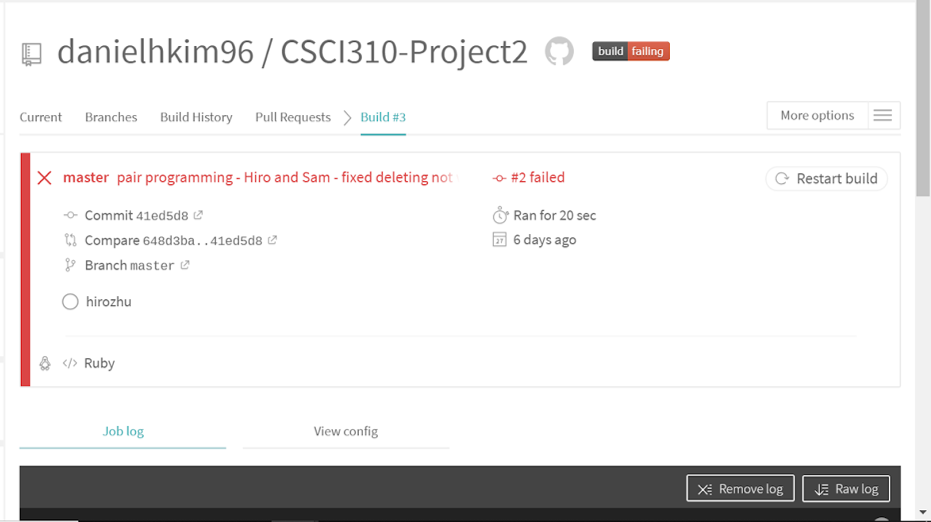 danielhkim96 / CSCI310-Project2 build failing
Current Branches Build History Pull Requests Build #3 More options
master pair programming - Hiro and Sam - fixed deleting not #2 failed Restart build
Commit 41ed5d8 Ran for 20 sec
Compare 648d3ba..41ed5d8 27 6 days ago
Branch master
hirozhu
</> Ruby
Job log View config
Remove log Raw log